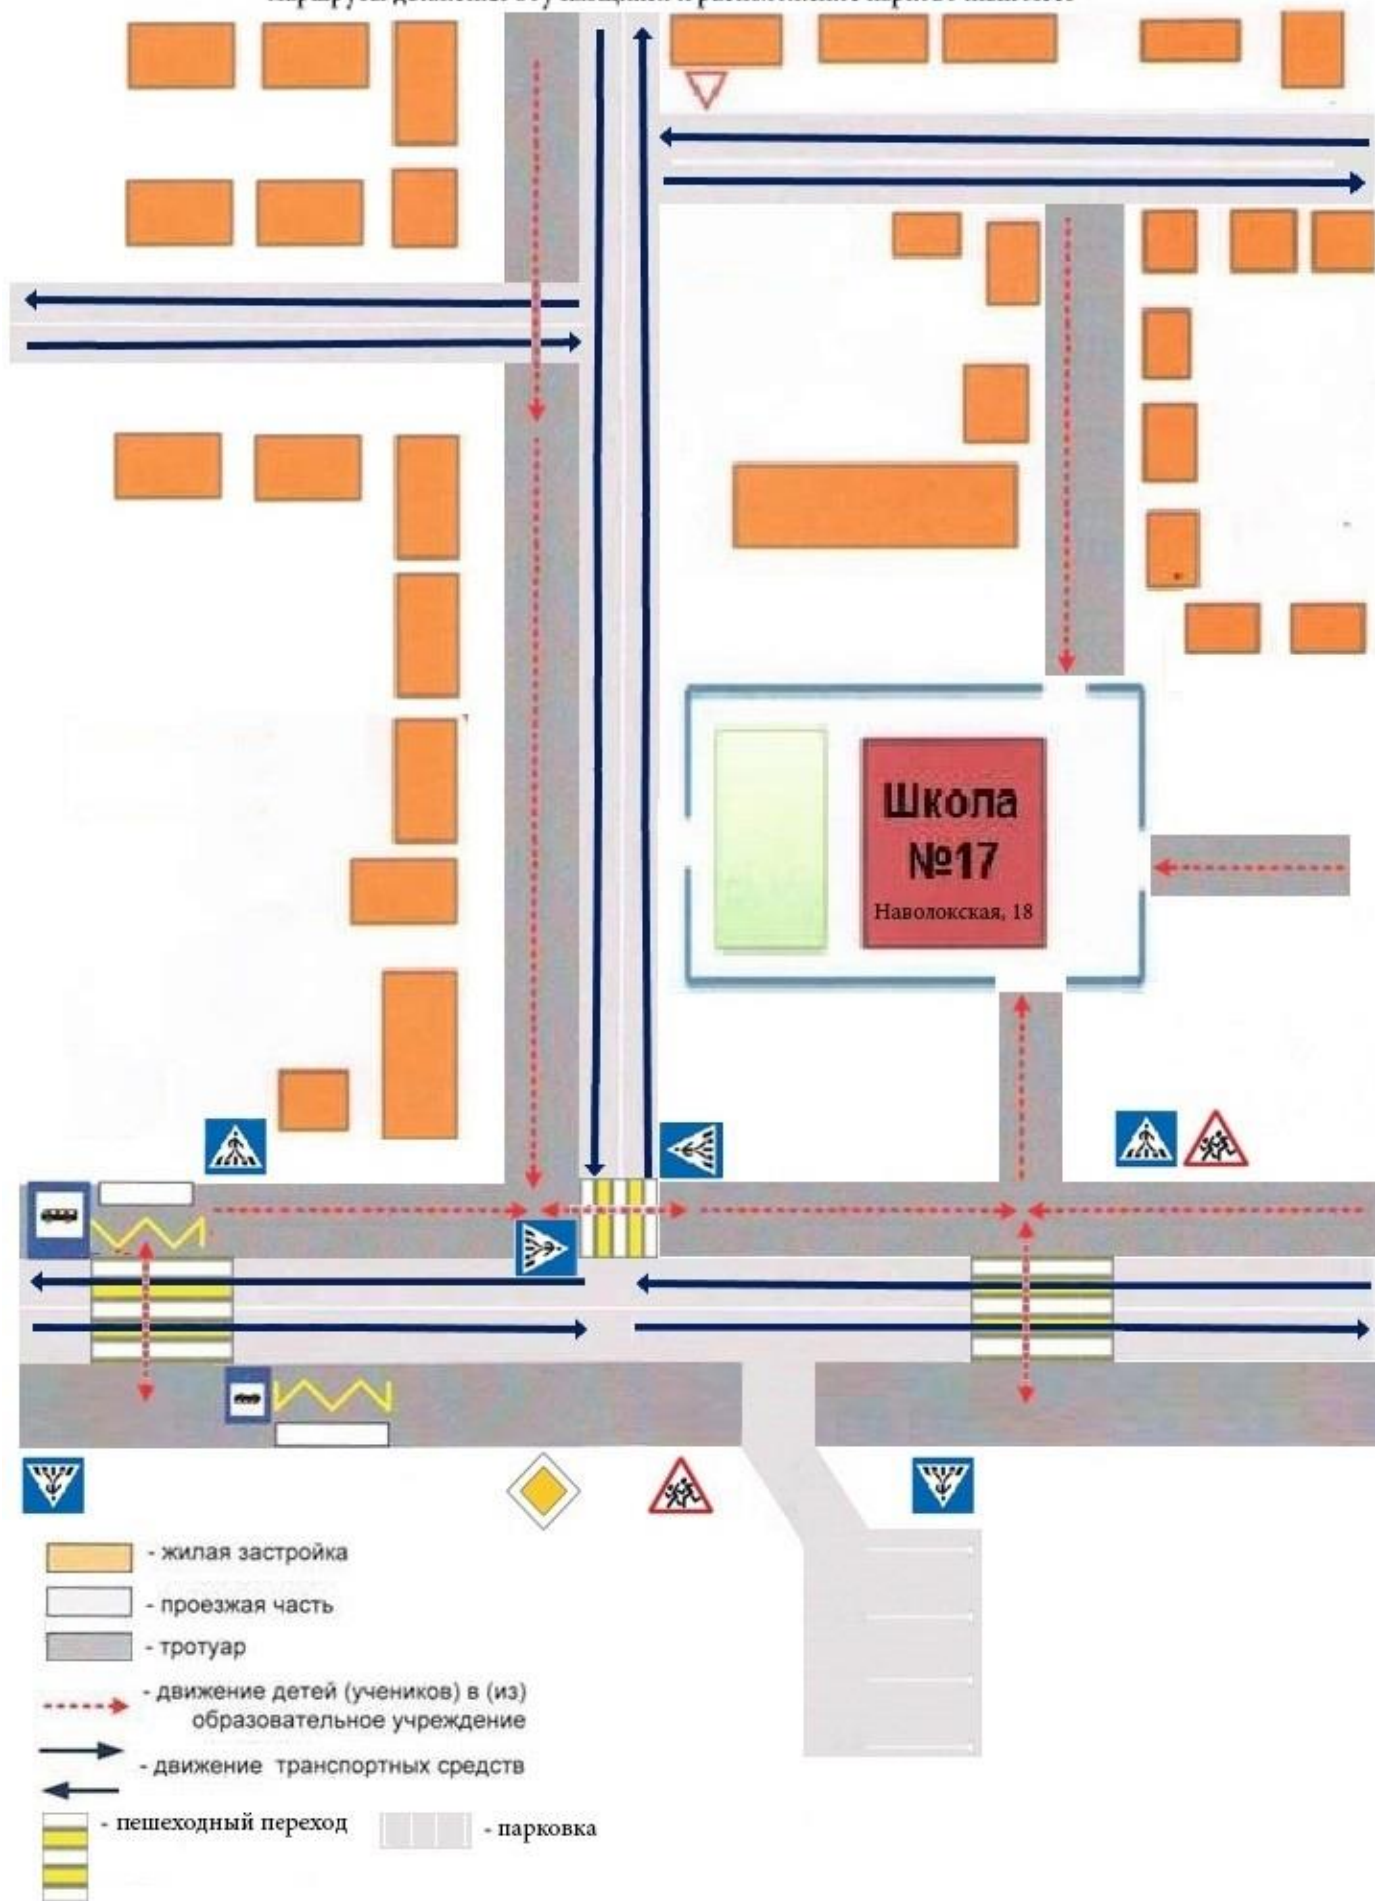 Школа
№17
Наволокская, 18
- жилая застройка
- проезжая часть
- тротуар
- движение детей (учеников) в (из)
образовательное учреждение
- движение транспортных средств
- пешеходный переход
- парковка